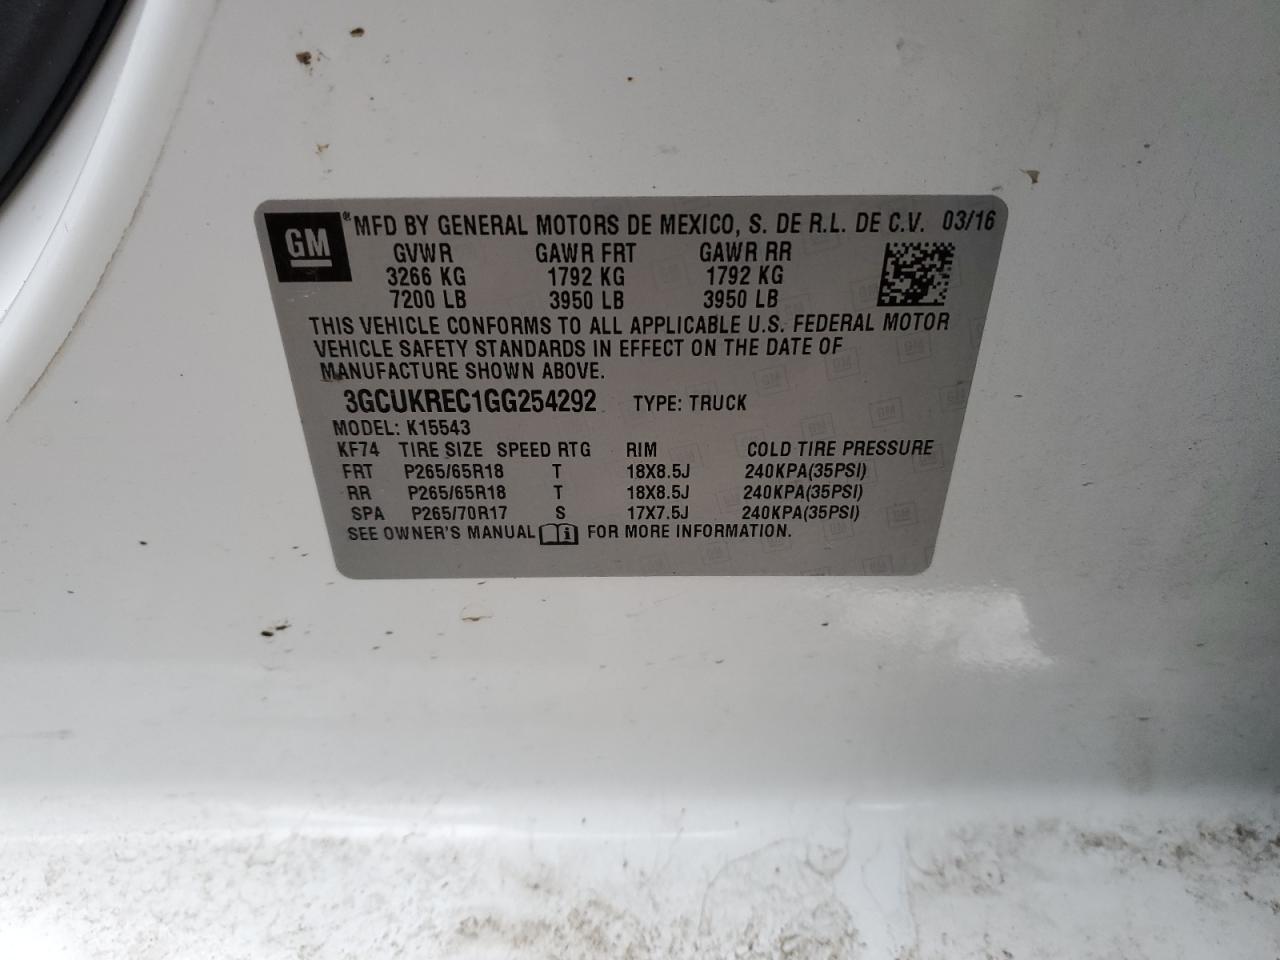 GM ® MFD BY GENERAL MOTORS DE MEXICO, S. DE R.L. DE C.V. 03/16
GVWR GAWR FRT GAWR RR
3266 KG 1792 KG 1792 KG
7200 LB 3950 LB 3950 LB
THIS VEHICLE CONFORMS TO ALL APPLICABLE U.S. FEDERAL MOTOR
VEHICLE SAFETY STANDARDS IN EFFECT ON THE DATE OF
MANUFACTURE SHOWN ABOVE.
3GCUKREC1GG254292 TYPE: TRUCK
MODEL: K15543
KF74 TIRE SIZE SPEED RTG RIM COLD TIRE PRESSURE
FRT P265/65R18 T 18X8.5J 240KPA(35PSI)
RR P265/65R18 T 18X8.5J 240KPA(35PSI)
SPA P265/70R17 S 17X7.5J 240KPA(35PSI)
SEE OWNER'S MANUAL i FOR MORE INFORMATION.